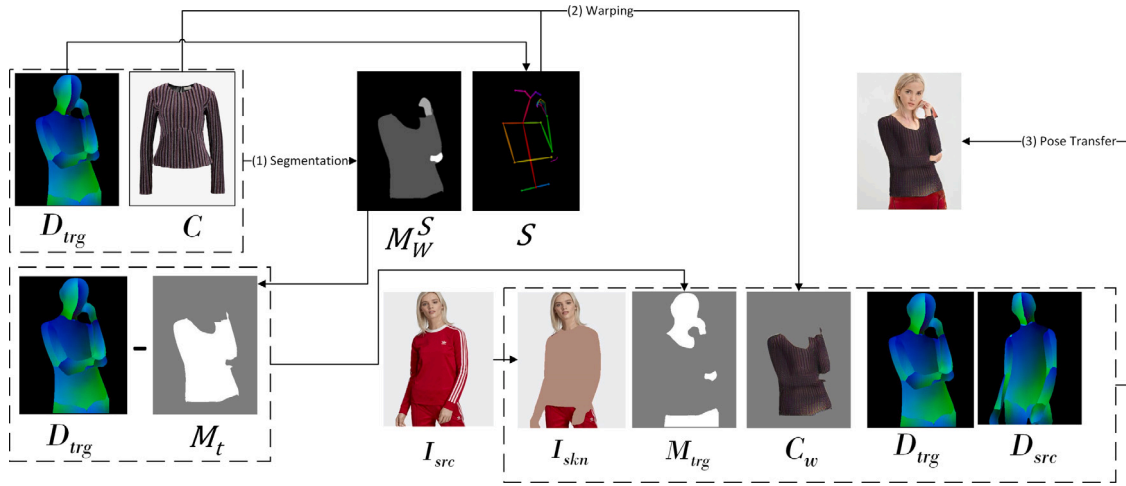 (2) Warping
(1) Segmentation
(3) Pose Transfer
D_trg
C
M_W^S
S
D_trg
-
M_t
I_src
I_skn
M_trg
C_w
D_trg
D_src